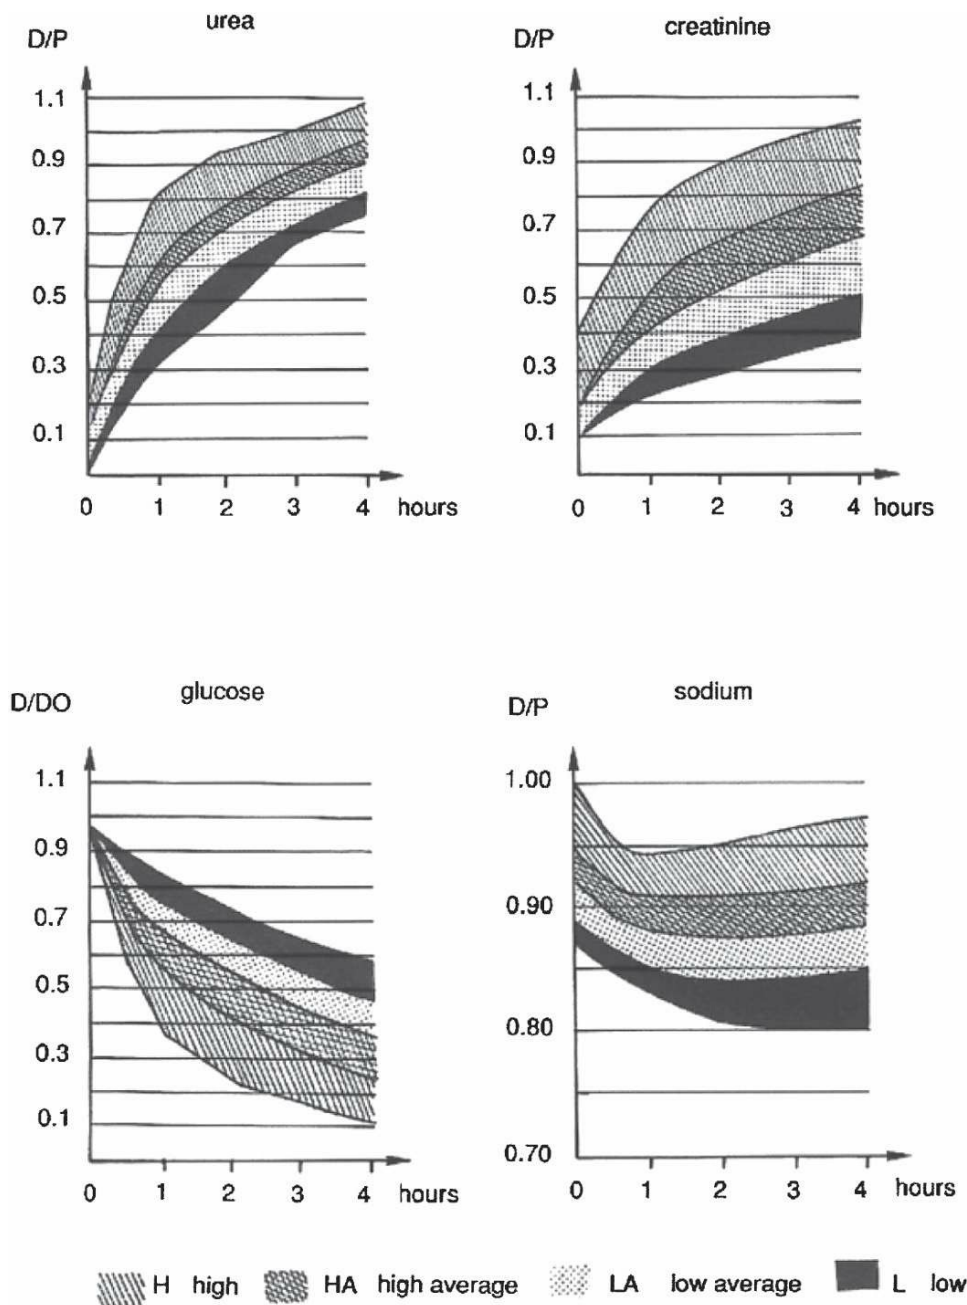 urea
D/P
1.1
0.9
0.7
0.5
0.3
0.1
0 1 2 3 4 hours
creatinine
D/P
1.1
0.9
0.7
0.5
0.3
0.1
0 1 2 3 4 hours
glucose
D/DO
1.1
0.9
0.7
0.5
0.3
0.1
0 1 2 3 4 hours
sodium
D/P
1.00
0.90
0.80
0.70
0 1 2 3 4 hours
H high HA high average LA low average L low